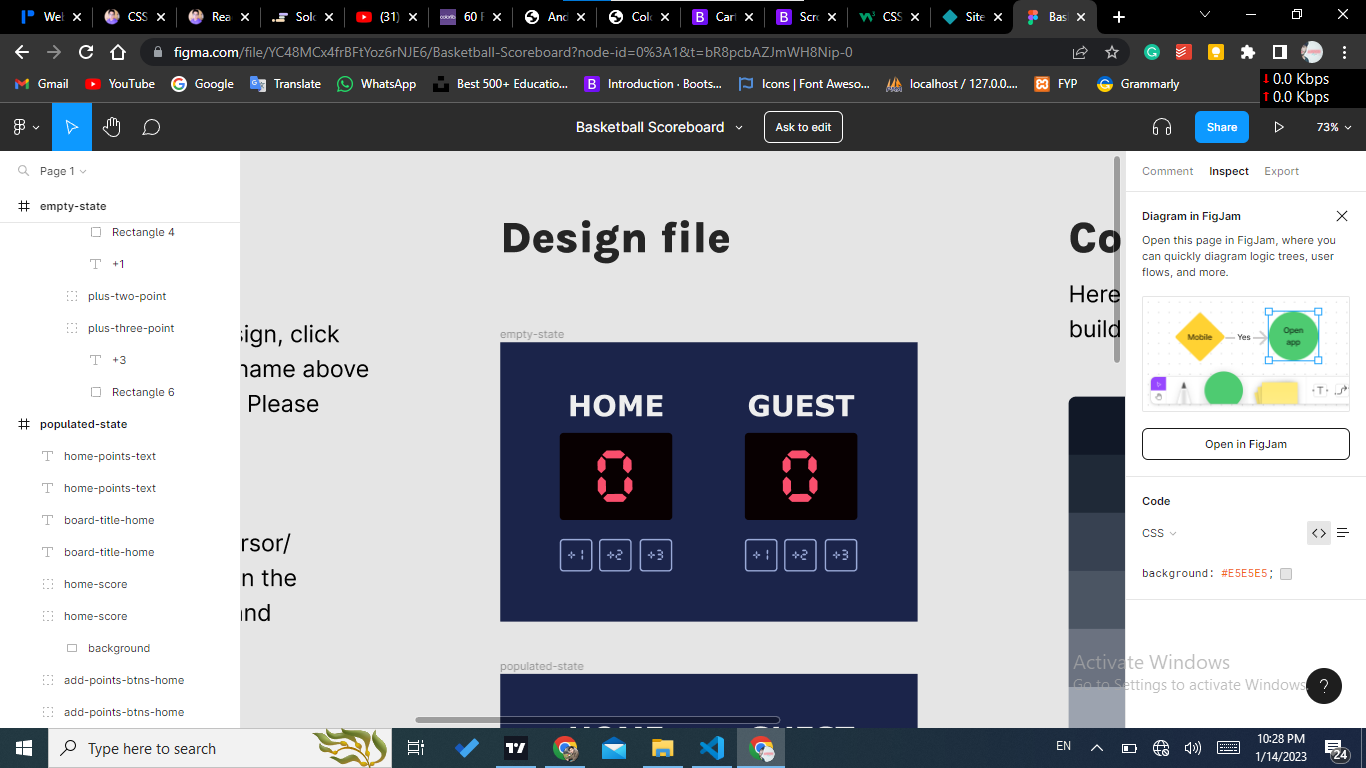 Web
CSS
Rea
Solo
(31)
60 F
And
Colo
Cart
Scro
CSS
Site
Bas
figma.com/file/YC48MCx4frBFtYoz6rNJE6/Basketball-Scoreboard?node-id=0%3A1&t=bR8pcbAZJmWH8Nip-0
Gmail
YouTube
Google
Translate
WhatsApp
Best 500+ Educatio...
Introduction · Boots...
Icons | Font Aweso...
localhost / 127.0.0....
FYP
Grammarly
0.0 Kbps
0.0 Kbps
Basketball Scoreboard
Ask to edit
Share
73%
Page 1
empty-state
Rectangle 4
+1
plus-two-point
plus-three-point
+3
Rectangle 6
populated-state
home-points-text
home-points-text
board-title-home
board-title-home
home-score
home-score
background
add-points-btns-home
add-points-btns-home
sign, click
name above
Please
rsor/
n the
and
Design file
empty-state
HOME
GUEST
0
0
+1 +2 +3
+1 +2 +3
populated-state
HOME
GUEST
Co
Here
build
Comment
Inspect
Export
Diagram in FigJam
Open this page in FigJam, where you
can quickly diagram logic trees, user
flows, and more.
Mobile
Yes
Open
app
Open in FigJam
Code
CSS
background: #E5E5E5;
Activate Windows
Go to Settings to activate Windows.
?
Type here to search
EN
10:28 PM
1/14/2023
24